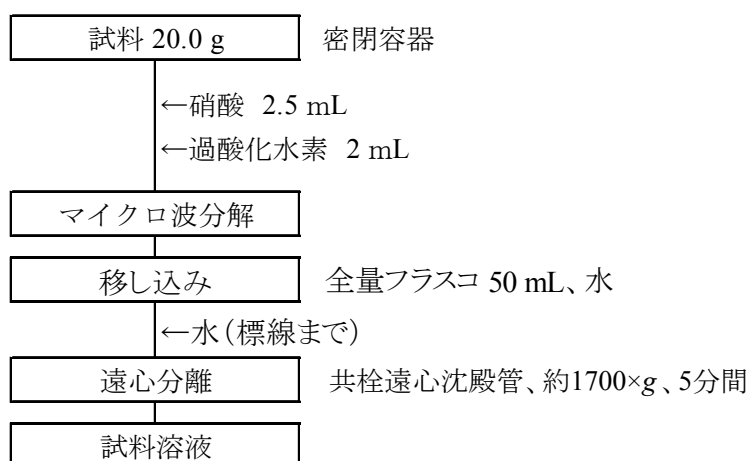 試料 20.0 g 密閉容器
←硝酸 2.5 mL
←過酸化水素 2 mL
マイクロ波分解
移し込み 全量フラスコ 50 mL、水
←水(標線まで)
遠心分離 共栓遠心沈殿管、約1700×g、5分間
試料溶液